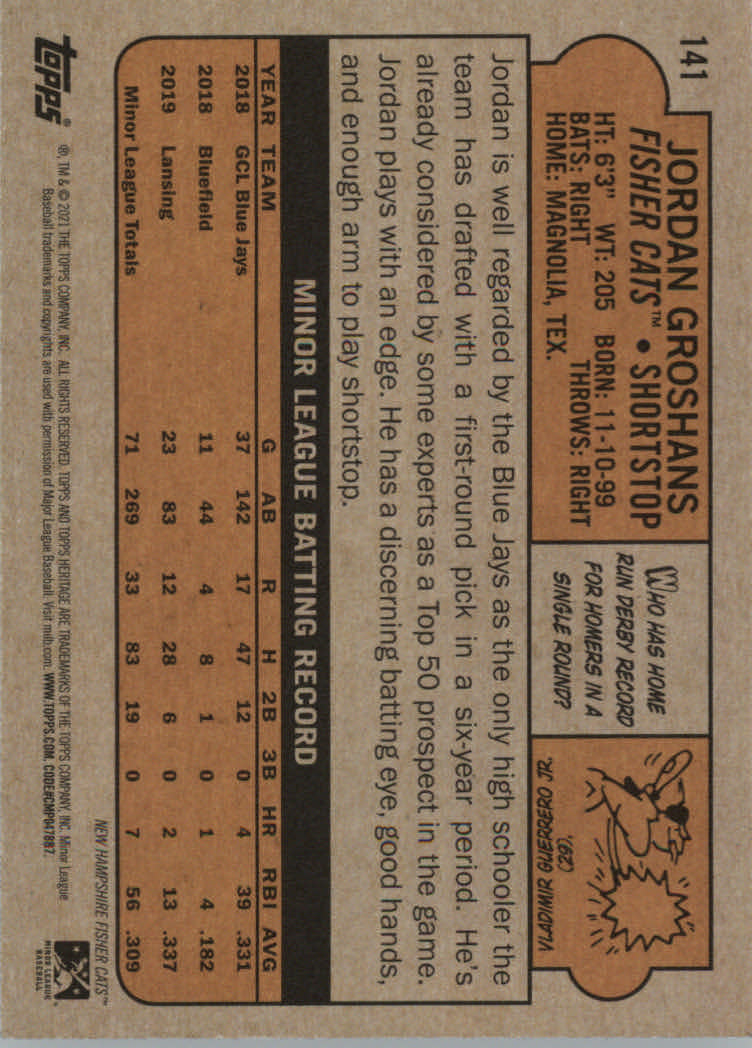 141
JORDAN GROSHANS
FISHER CATS™ • SHORTSTOP
HT: 6'3" WT: 205 BORN: 11-10-99
BATS: RIGHT THROWS: RIGHT
HOME: MAGNOLIA, TEX.
WHO HAS HOME
RUN DERBY RECORD
FOR HOMERS IN A
SINGLE ROUND?
VLADIMIR GUERRERO JR.
(29).
Jordan is well regarded by the Blue Jays as the only high schooler the
team has drafted with a first-round pick in a six-year period. He's
already considered by some experts as a Top 50 prospect in the game.
Jordan plays with an edge. He has a discerning batting eye, good hands,
and enough arm to play shortstop.
MINOR LEAGUE BATTING RECORD
YEAR TEAM G AB R H 2B 3B HR RBI AVG
2018 GCL Blue Jays 37 142 17 47 12 0 4 39 .331
2018 Bluefield 11 44 4 8 1 0 1 4 .182
2019 Lansing 23 83 12 28 6 0 2 13 .337
Minor League Totals 71 269 33 83 19 0 7 56 .309
NEW HAMPSHIRE FISHER CATS™
topps®
®, TM & © 2021 THE TOPPS COMPANY, INC. ALL RIGHTS RESERVED. TOPPS AND TOPPS HERITAGE ARE TRADEMARKS OF THE TOPPS COMPANY, INC. Minor League
Baseball trademarks and copyrights are used with permission of Major League Baseball. Visit milb.com. WWW.TOPPS.COM. CODE#CMP047887.
MINOR LEAGUE
BASEBALL®